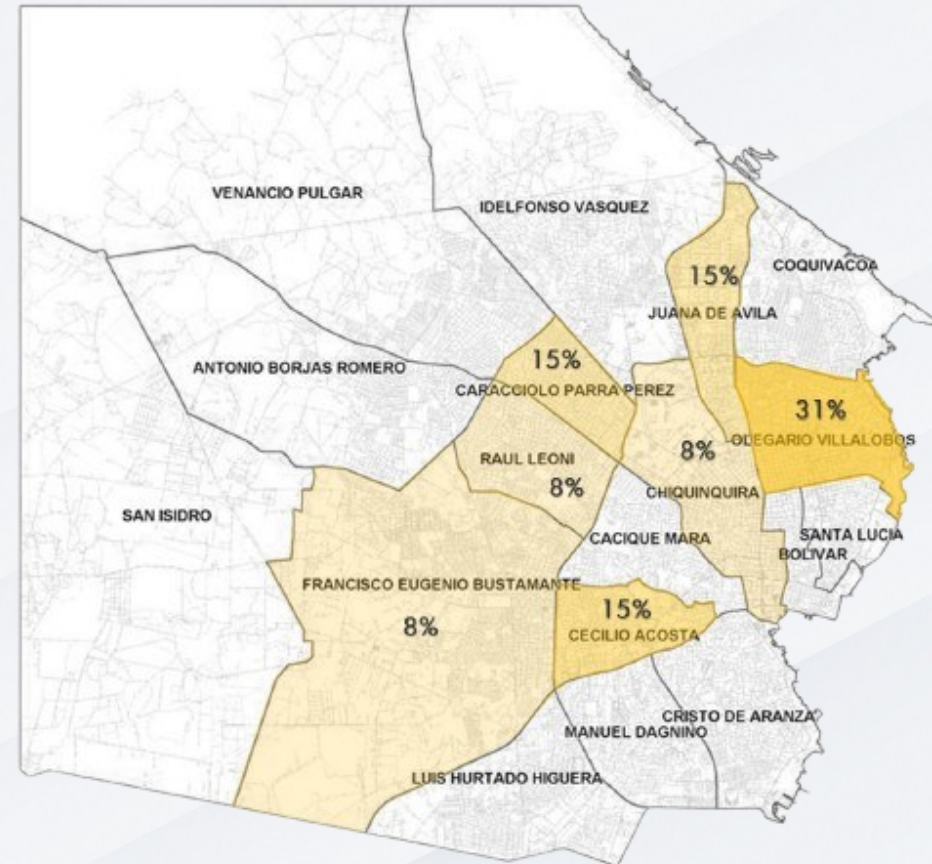 VENANCIO PULGAR
IDELFONSO VASQUEZ
COQUIVACOA
15%
JUANA DE AVILA
ANTONIO BORJAS ROMERO
15%
CARACCIOLO PARRA PEREZ
31%
OLEGARIO VILLALOBOS
RAUL LEONI
8%
8%
CHIQUINQUIRA
SAN ISIDRO
CACIQUE MARA
SANTA LUCIA
BOLIVAR
FRANCISCO EUGENIO BUSTAMANTE
8%
15%
CECILIO ACOSTA
CRISTO DE ARANZA
MANUEL DAGNINO
LUIS HURTADO HIGUERA